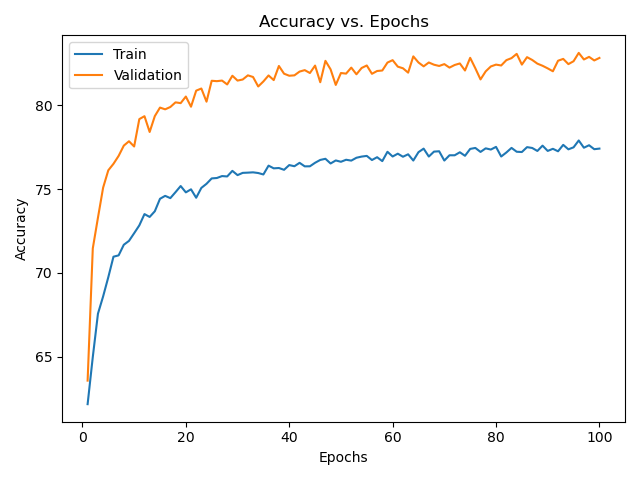 Accuracy vs. Epochs
Train
Validation
80
75
70
65
Accuracy
0 20 40 60 80 100
Epochs